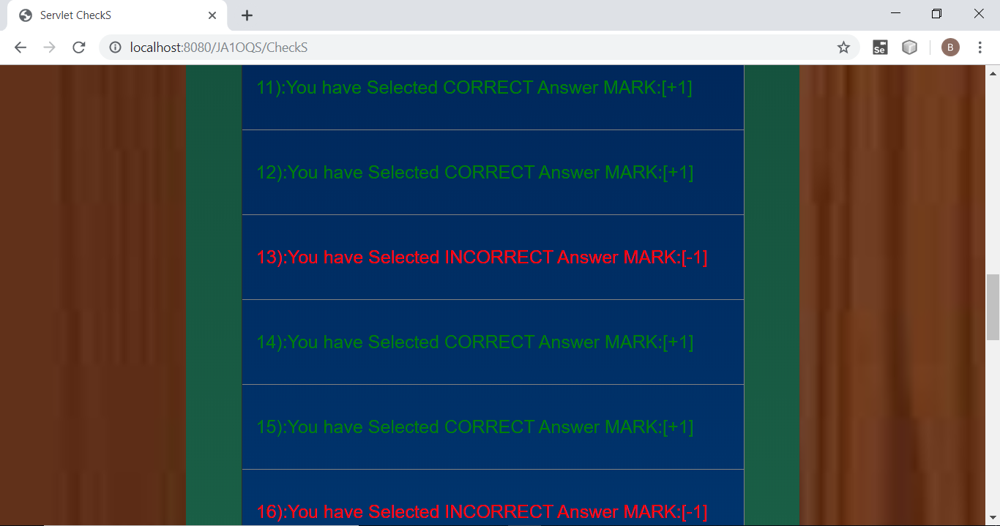 Servlet CheckS
localhost:8080/JA1OQS/CheckS
Se
B
11):You have Selected CORRECT Answer MARK:[+1]
12):You have Selected CORRECT Answer MARK:[+1]
13):You have Selected INCORRECT Answer MARK:[-1]
14):You have Selected CORRECT Answer MARK:[+1]
15):You have Selected CORRECT Answer MARK:[+1]
16):You have Selected INCORRECT Answer MARK:[-1]